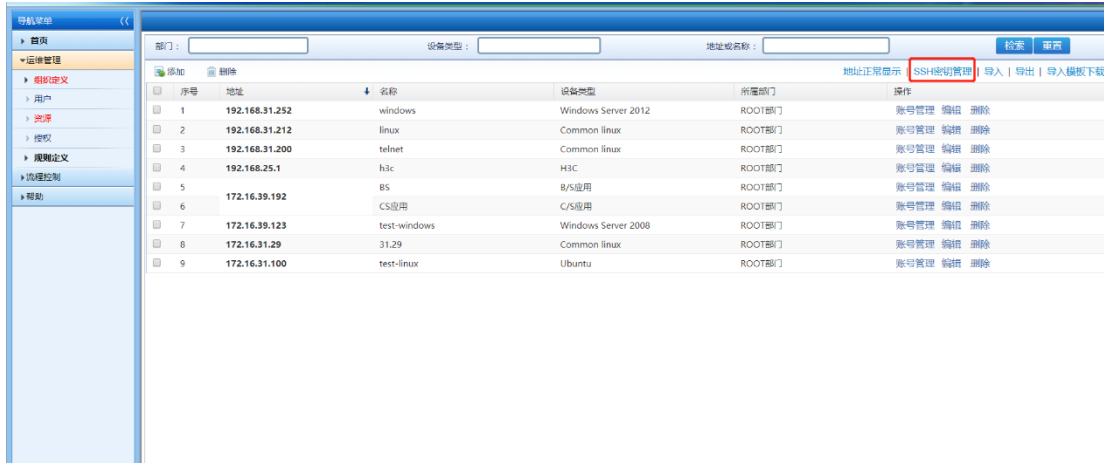 导航菜单
首页
运维管理
组织定义
用户
资源
授权
规则定义
流程控制
帮助
部门： 设备类型： 地址或名称： 检索 重置
添加 删除 地址正常显示 | SSH密钥管理 | 导入 | 导出 | 导入模板下载
序号 地址 名称 设备类型 所属部门 操作
1 192.168.31.252 windows Windows Server 2012 ROOT部门 账号管理 编辑 删除
2 192.168.31.212 linux Common linux ROOT部门 账号管理 编辑 删除
3 192.168.31.200 telnet Common linux ROOT部门 账号管理 编辑 删除
4 192.168.25.1 h3c H3C ROOT部门 账号管理 编辑 删除
5 172.16.39.192 BS B/S应用 ROOT部门 账号管理 编辑 删除
6 CS应用 C/S应用 ROOT部门 账号管理 编辑 删除
7 172.16.39.123 test-windows Windows Server 2008 ROOT部门 账号管理 编辑 删除
8 172.16.31.29 31.29 Common linux ROOT部门 账号管理 编辑 删除
9 172.16.31.100 test-linux Ubuntu ROOT部门 账号管理 编辑 删除